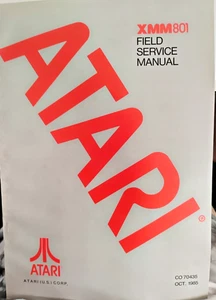 XMM801
FIELD
SERVICE
MANUAL
ATARI
ATARI
ATARI (U.S.) CORP.
CO 70435
OCT. 1985